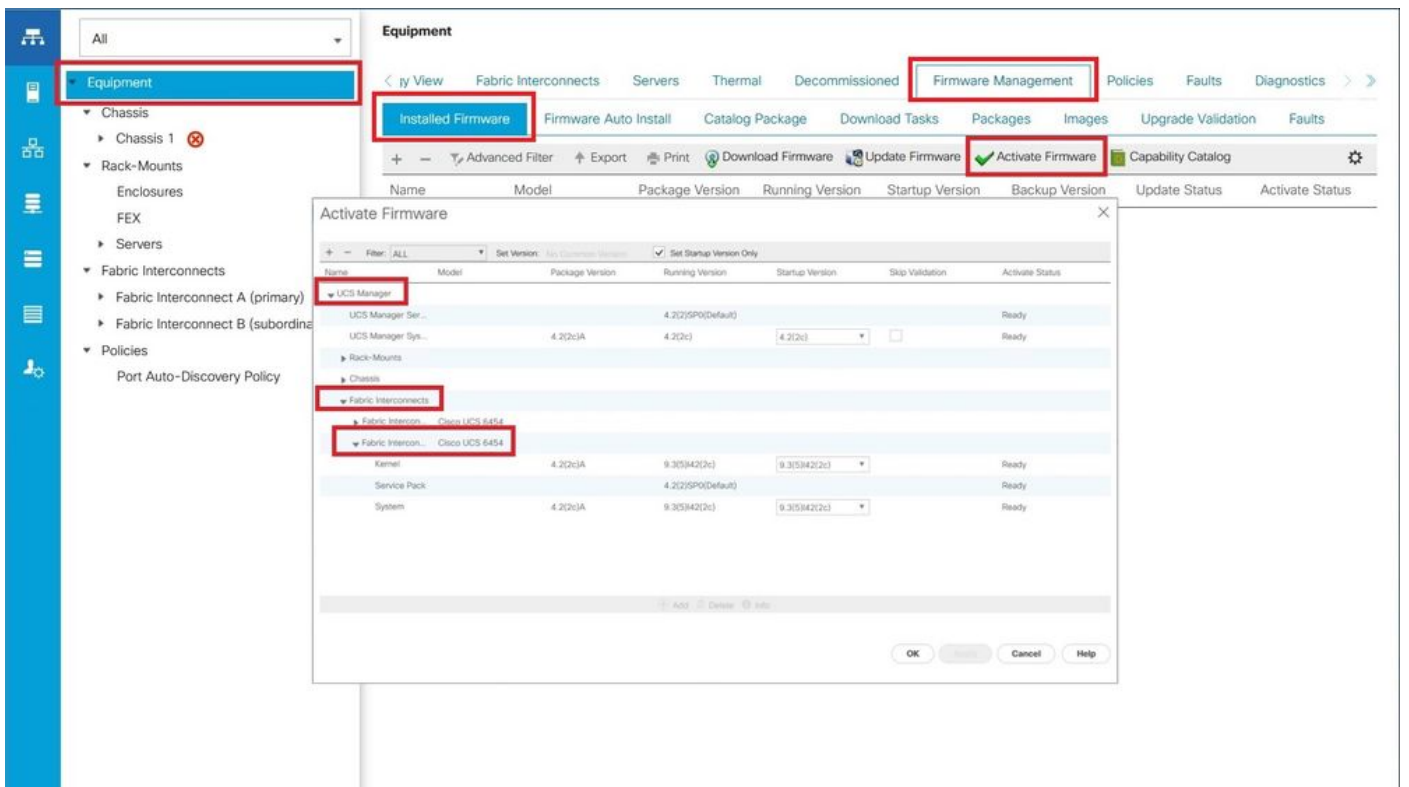 All
Equipment
Chassis
Chassis 1
Rack-Mounts
Enclosures
FEX
Servers
Fabric Interconnects
Fabric Interconnect A (primary)
Fabric Interconnect B (subordina
Policies
Port Auto-Discovery Policy
Equipment
ry View Fabric Interconnects Servers Thermal Decommissioned Firmware Management Policies Faults Diagnostics
Installed Firmware Firmware Auto Install Catalog Package Download Tasks Packages Images Upgrade Validation Faults
+ − Advanced Filter Export Print Download Firmware Update Firmware Activate Firmware Capability Catalog
Name Model Package Version Running Version Startup Version Backup Version Update Status Activate Status
Activate Firmware
+ − Filter: ALL Set Version: No Common Version Set Startup Version Only
Name Model Package Version Running Version Startup Version Skip Validation Activate Status
UCS Manager
UCS Manager Ser... 4.2(2)SP0(Default) Ready
UCS Manager Sys... 4.2(2c)A 4.2(2c) 4.2(2c) Ready
Rack-Mounts
Chassis
Fabric Interconnects
Fabric Intercon... Cisco UCS 6454
Fabric Intercon... Cisco UCS 6454
Kernel 4.2(2c)A 9.3(5)I42(2c) 9.3(5)I42(2c) Ready
Service Pack 4.2(2)SP0(Default) Ready
System 4.2(2c)A 9.3(5)I42(2c) 9.3(5)I42(2c) Ready
Add Delete Info
OK Cancel Help